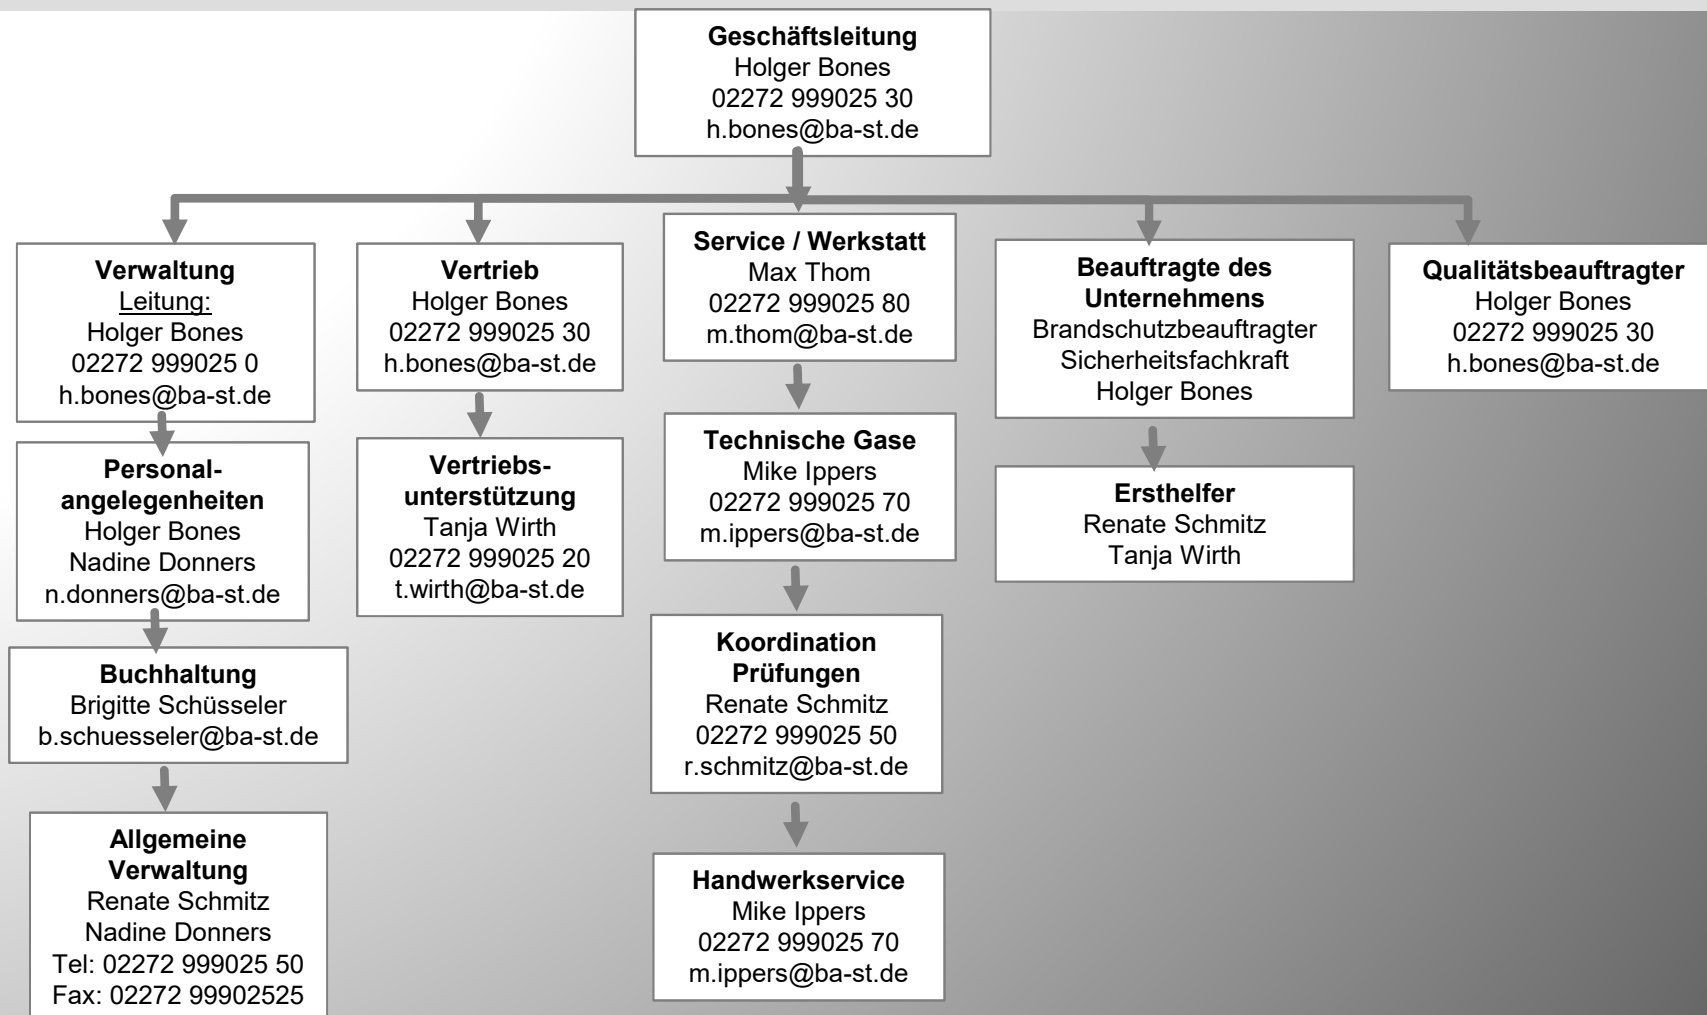 Geschäftsleitung
Holger Bones
02272 999025 30
h.bones@ba-st.de
Verwaltung
Leitung:
Holger Bones
02272 999025 0
h.bones@ba-st.de
Personal-
angelegenheiten
Holger Bones
Nadine Donners
n.donners@ba-st.de
Buchhaltung
Brigitte Schüsseler
b.schuesseler@ba-st.de
Allgemeine
Verwaltung
Renate Schmitz
Nadine Donners
Tel: 02272 999025 50
Fax: 02272 99902525
Vertrieb
Holger Bones
02272 999025 30
h.bones@ba-st.de
Vertriebs-
unterstützung
Tanja Wirth
02272 999025 20
t.wirth@ba-st.de
Service / Werkstatt
Max Thom
02272 999025 80
m.thom@ba-st.de
Technische Gase
Mike Ippers
02272 999025 70
m.ippers@ba-st.de
Koordination
Prüfungen
Renate Schmitz
02272 999025 50
r.schmitz@ba-st.de
Handwerkservice
Mike Ippers
02272 999025 70
m.ippers@ba-st.de
Beauftragte des
Unternehmens
Brandschutzbeauftragter
Sicherheitsfachkraft
Holger Bones
Ersthelfer
Renate Schmitz
Tanja Wirth
Qualitätsbeauftragter
Holger Bones
02272 999025 30
h.bones@ba-st.de